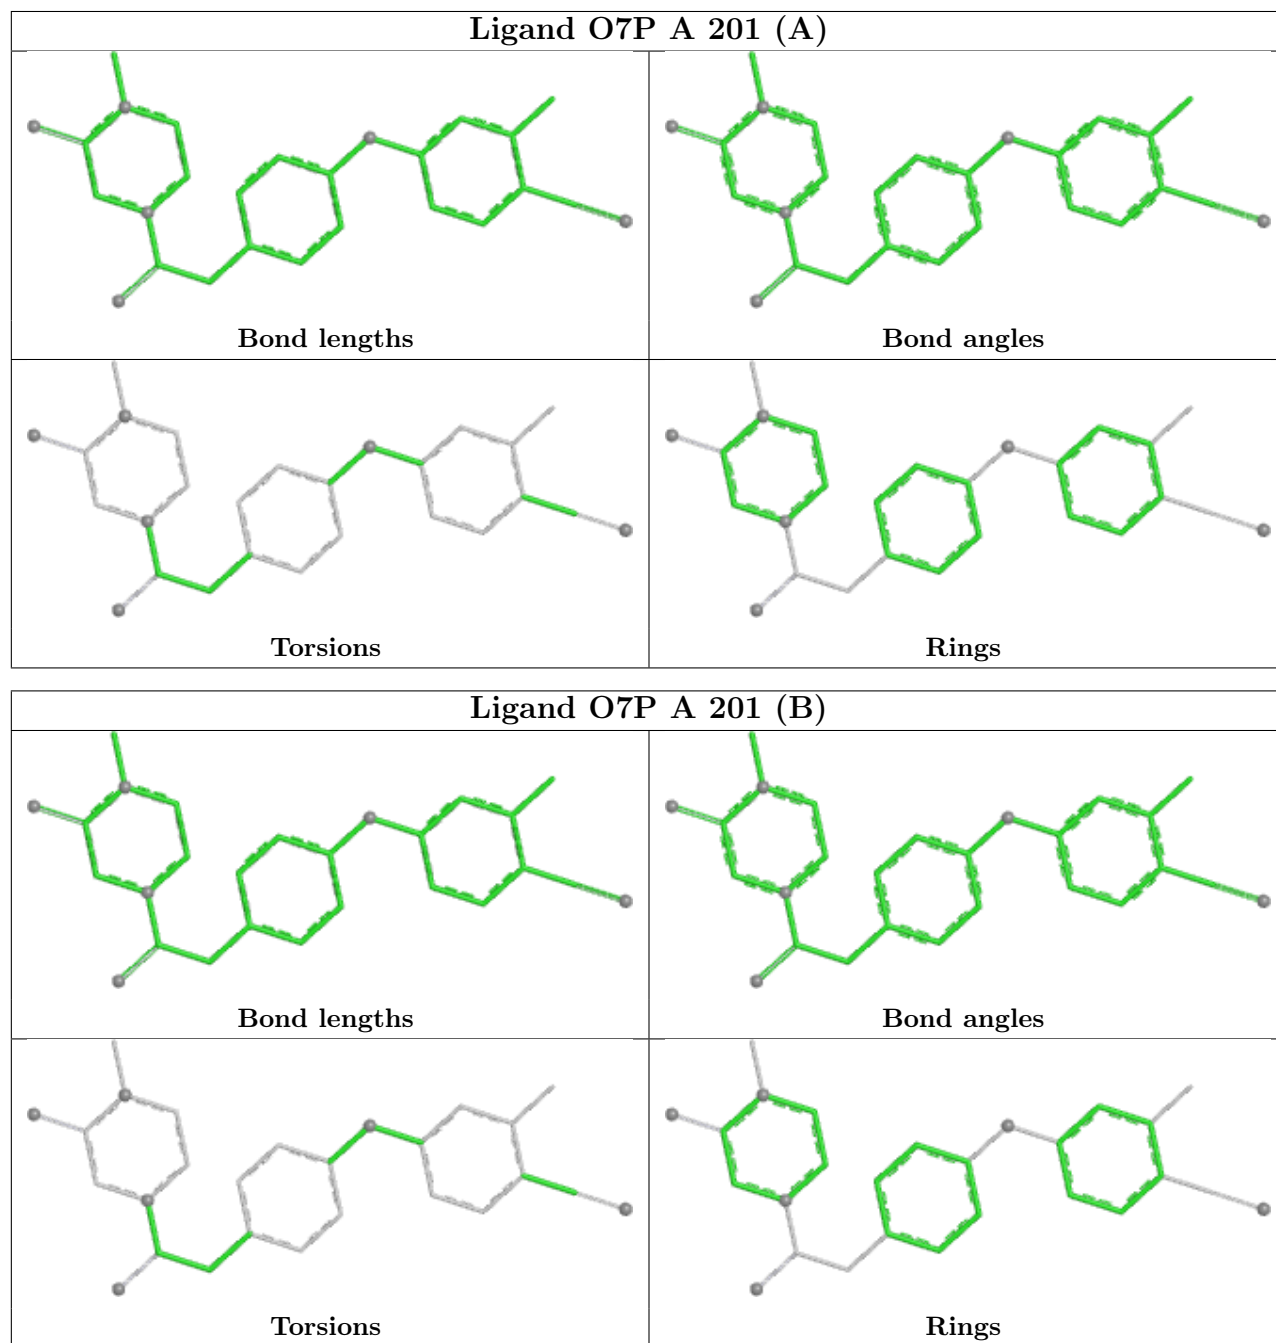 Ligand O7P A 201 (A)
Bond lengths
Bond angles
Torsions
Rings
Ligand O7P A 201 (B)
Bond lengths
Bond angles
Torsions
Rings